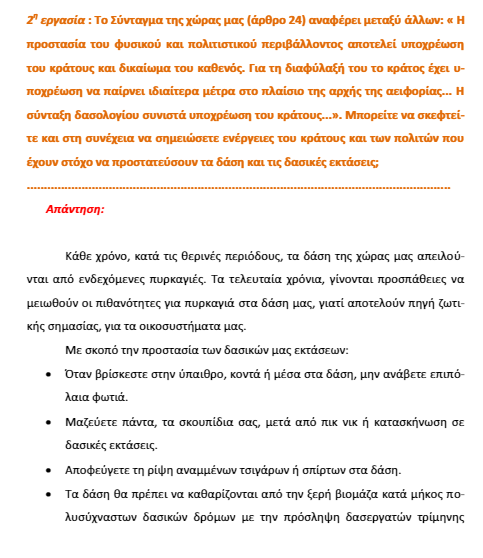 2η εργασία : Το Σύνταγμα της χώρας μας (άρθρο 24) αναφέρει μεταξύ άλλων: « Η
προστασία του φυσικού και πολιτιστικού περιβάλλοντος αποτελεί υποχρέωση
του κράτους και δικαίωμα του καθενός. Για τη διαφύλαξή του το κράτος έχει υ-
ποχρέωση να παίρνει ιδιαίτερα μέτρα στο πλαίσιο της αρχής της αειφορίας... Η
σύνταξη δασολογίου συνιστά υποχρέωση του κράτους...». Μπορείτε να σκεφτεί-
τε και στη συνέχεια να σημειώσετε ενέργειες του κράτους και των πολιτών που
έχουν στόχο να προστατεύσουν τα δάση και τις δασικές εκτάσεις;
............................................................................................................................
Απάντηση:
Κάθε χρόνο, κατά τις θερινές περιόδους, τα δάση της χώρας μας απειλού-
νται από ενδεχόμενες πυρκαγιές. Τα τελευταία χρόνια, γίνονται προσπάθειες να
μειωθούν οι πιθανότητες για πυρκαγιά στα δάση μας, γιατί αποτελούν πηγή ζωτι-
κής σημασίας, για τα οικοσυστήματα μας.
Με σκοπό την προστασία των δασικών μας εκτάσεων:
• Όταν βρίσκεστε στην ύπαιθρο, κοντά ή μέσα στα δάση, μην ανάβετε επιπό-
λαια φωτιά.
• Μαζεύετε πάντα, τα σκουπίδια σας, μετά από πικ νικ ή κατασκήνωση σε
δασικές εκτάσεις.
• Αποφεύγετε τη ρίψη αναμμένων τσιγάρων ή σπίρτων στα δάση.
• Τα δάση θα πρέπει να καθαρίζονται από την ξερή βιομάζα κατά μήκος πο-
λυσύχναστων δασικών δρόμων με την πρόσληψη δασεργατών τρίμηνης